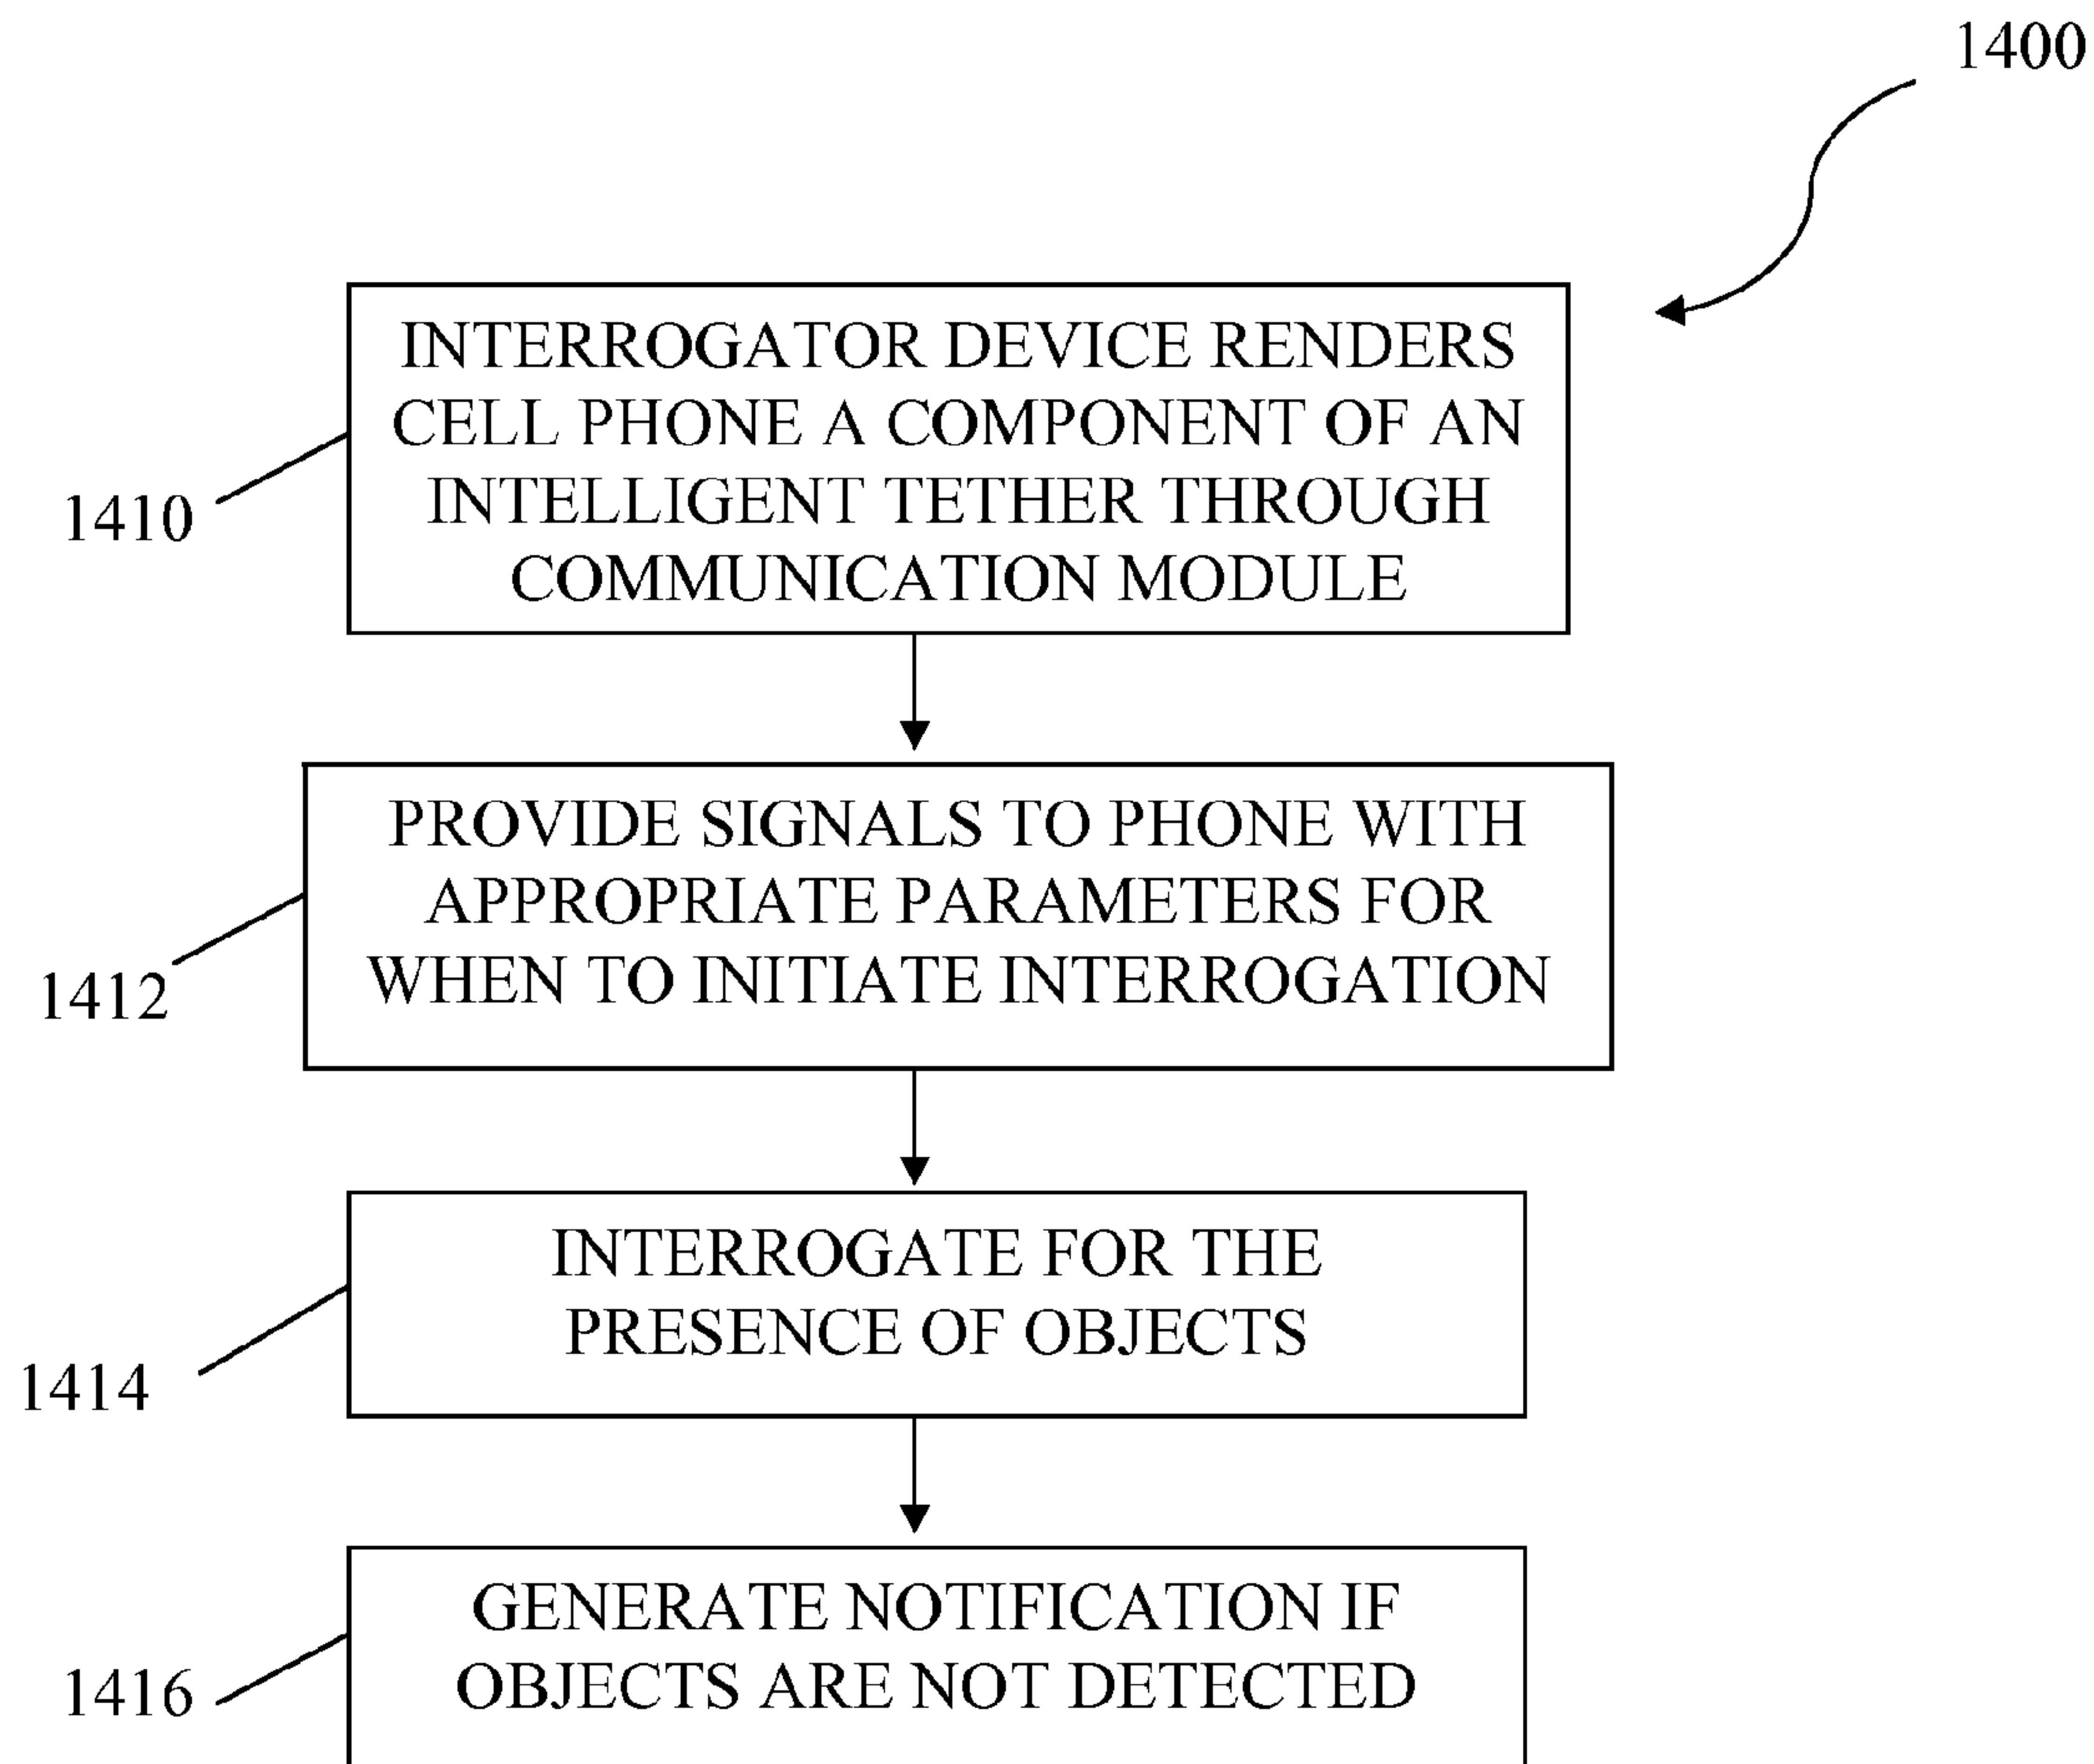 1400
INTERROGATOR DEVICE RENDERS
CELL PHONE A COMPONENT OF AN
INTELLIGENT TETHER THROUGH
COMMUNICATION MODULE
1410
PROVIDE SIGNALS TO PHONE WITH
APPROPRIATE PARAMETERS FOR
WHEN TO INITIATE INTERROGATION
1412
INTERROGATE FOR THE
PRESENCE OF OBJECTS
1414
GENERATE NOTIFICATION IF
OBJECTS ARE NOT DETECTED
1416